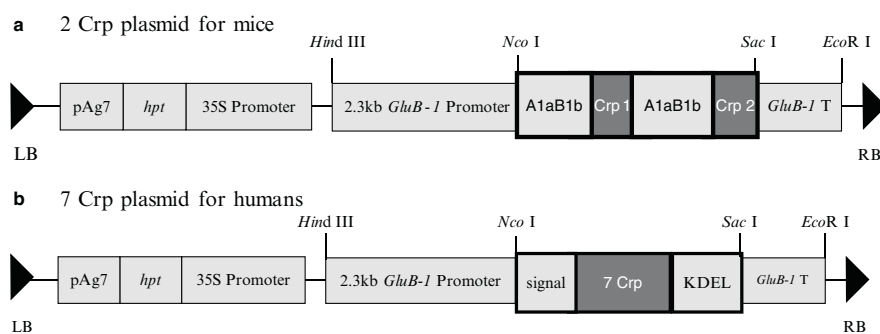 a 2 Crp plasmid for mice
Hind III Nco I Sac I EcoR I
pAg7 hpt 35S Promoter 2.3kb GluB-1 Promoter A1aB1b Crp 1 A1aB1b Crp 2 GluB-1 T
LB RB
b 7 Crp plasmid for humans
Hind III Nco I Sac I EcoR I
pAg7 hpt 35S Promoter 2.3kb GluB-1 Promoter signal 7 Crp KDEL GluB-1 T
LB RB